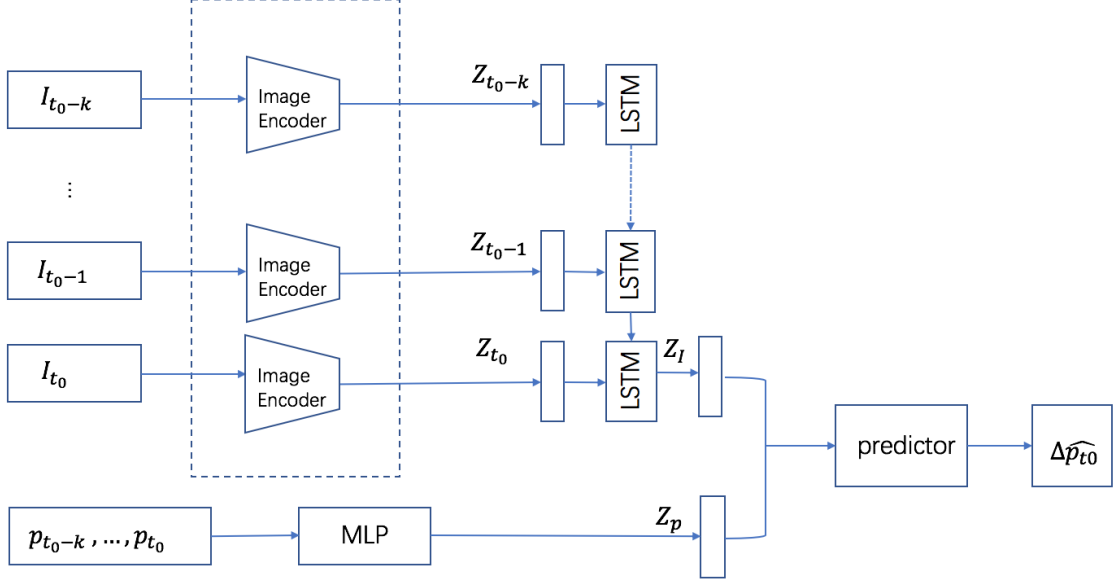 I_{t_0-k}
Image
Encoder
Z_{t_0-k}
LSTM
⋮
I_{t_0-1}
Image
Encoder
Z_{t_0-1}
LSTM
I_{t_0}
Image
Encoder
Z_{t_0}
LSTM
Z_I
predictor
Δ\widehat{p_{t0}}
p_{t_0-k} , ... , p_{t_0}
MLP
Z_p